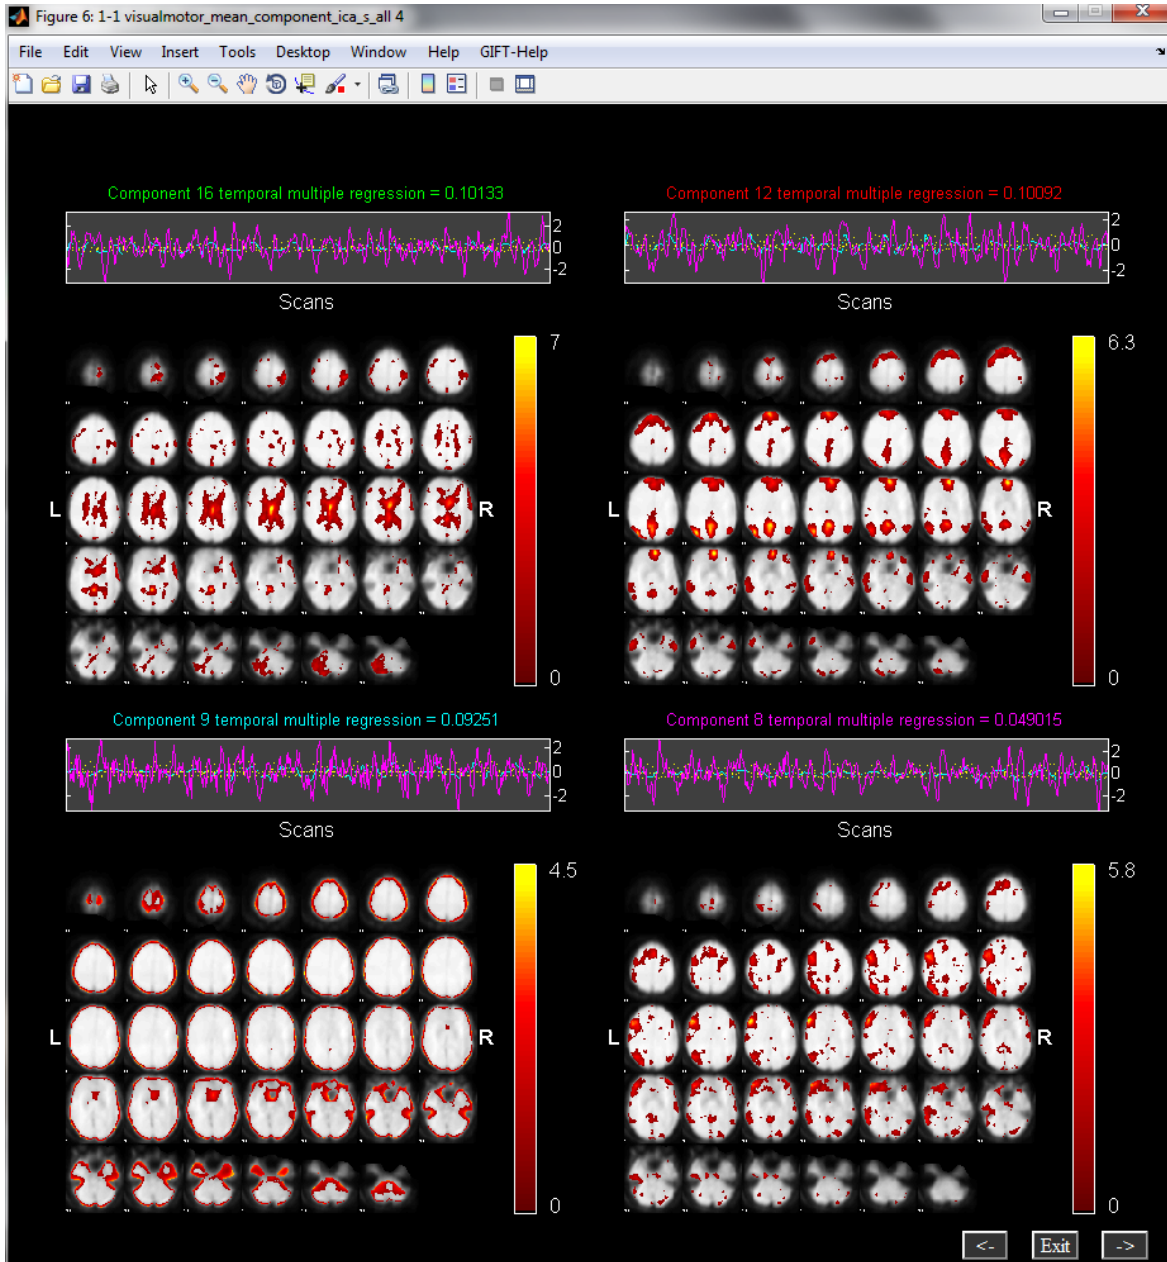 Figure 6: 1-1 visualmotor_mean_component_ica_s_all 4
File Edit View Insert Tools Desktop Window Help GIFT-Help
Component 16 temporal multiple regression = 0.10133
2
0
-2
Scans
7
L
R
0
Component 12 temporal multiple regression = 0.10092
2
0
-2
Scans
6.3
L
R
0
Component 9 temporal multiple regression = 0.09251
2
0
-2
Scans
4.5
L
R
0
Component 8 temporal multiple regression = 0.049015
2
0
-2
Scans
5.8
L
R
0
<- Exit ->